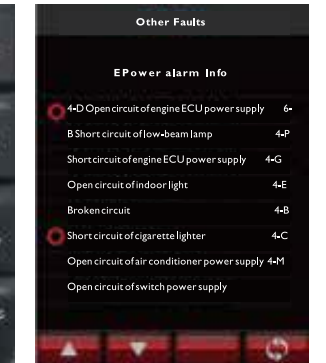 Other Faults
EPower alarm Info
4-D Open circuit of engine ECU power supply 6-
B Short circuit of low-beam lamp 4-P
Short circuit of engine ECU power supply 4-G
Open circuit of indoor light 4-E
Broken circuit 4-B
Short circuit of cigarette lighter 4-C
Open circuit of air conditioner power supply 4-M
Open circuit of switch power supply